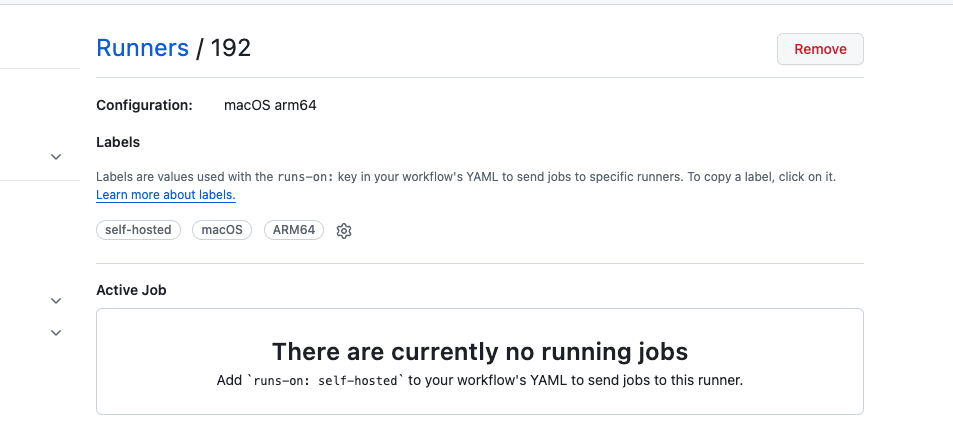 Runners / 192
Remove
Configuration: macOS arm64
Labels
Labels are values used with the runs-on: key in your workflow's YAML to send jobs to specific runners. To copy a label, click on it.
Learn more about labels.
self-hosted macOS ARM64
Active Job
There are currently no running jobs
Add `runs-on: self-hosted` to your workflow's YAML to send jobs to this runner.